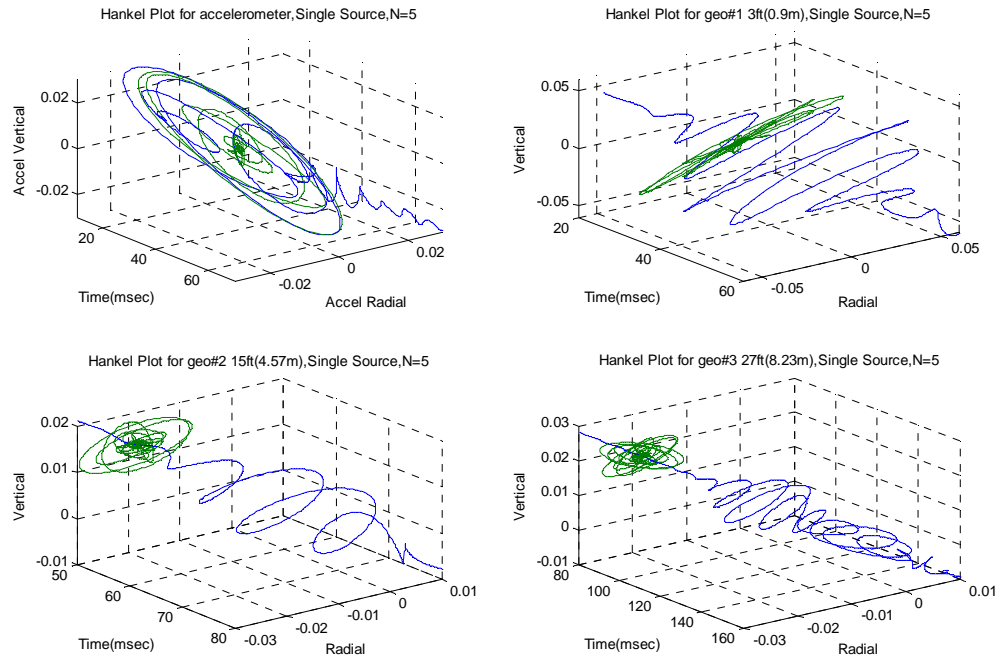 Hankel Plot for accelerometer,Single Source,N=5
0.02
0
-0.02
Accel Vertical
20
40
60
Time(msec)
-0.02
0
0.02
Accel Radial
Hankel Plot for geo#1 3ft(0.9m),Single Source,N=5
0.05
0
-0.05
Vertical
20
40
60
Time(msec)
-0.05
0
0.05
Radial
Hankel Plot for geo#2 15ft(4.57m),Single Source,N=5
0.02
0.01
0
-0.01
Vertical
50
60
70
80
Time(msec)
-0.03
-0.02
-0.01
0
0.01
Radial
Hankel Plot for geo#3 27ft(8.23m),Single Source,N=5
0.03
0.02
0.01
0
-0.01
Vertical
80
100
120
140
160
Time(msec)
-0.03
-0.02
-0.01
0
0.01
Radial